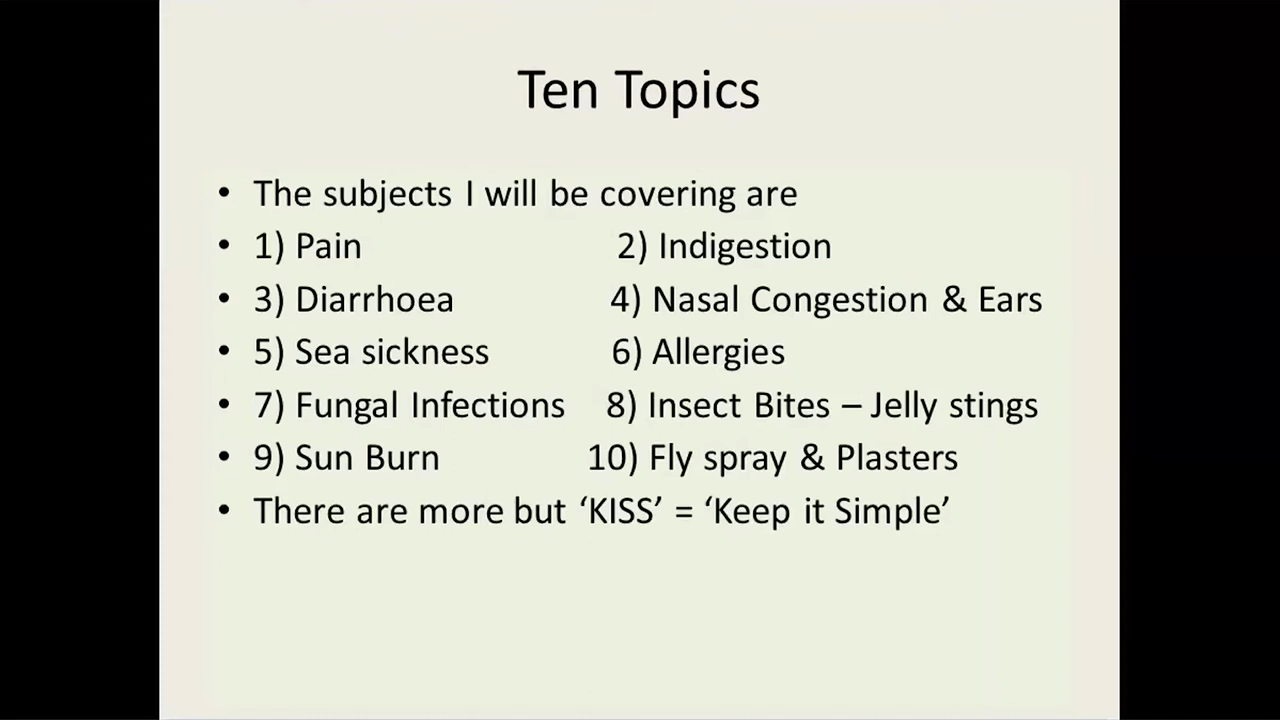 Ten Topics
• The subjects I will be covering are
• 1) Pain 2) Indigestion
• 3) Diarrhoea 4) Nasal Congestion & Ears
• 5) Sea sickness 6) Allergies
• 7) Fungal Infections 8) Insect Bites – Jelly stings
• 9) Sun Burn 10) Fly spray & Plasters
• There are more but ‘KISS’ = ‘Keep it Simple’